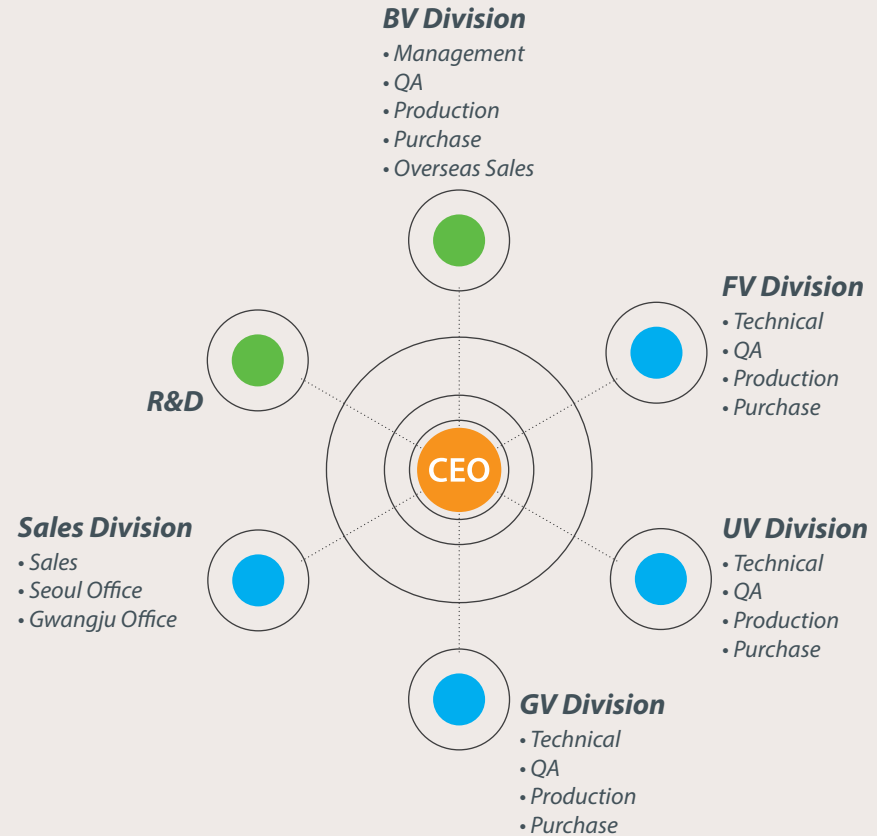 BV Division
• Management
• QA
• Production
• Purchase
• Overseas Sales
FV Division
• Technical
• QA
• Production
• Purchase
R&D
CEO
Sales Division
• Sales
• Seoul Office
• Gwangju Office
UV Division
• Technical
• QA
• Production
• Purchase
GV Division
• Technical
• QA
• Production
• Purchase